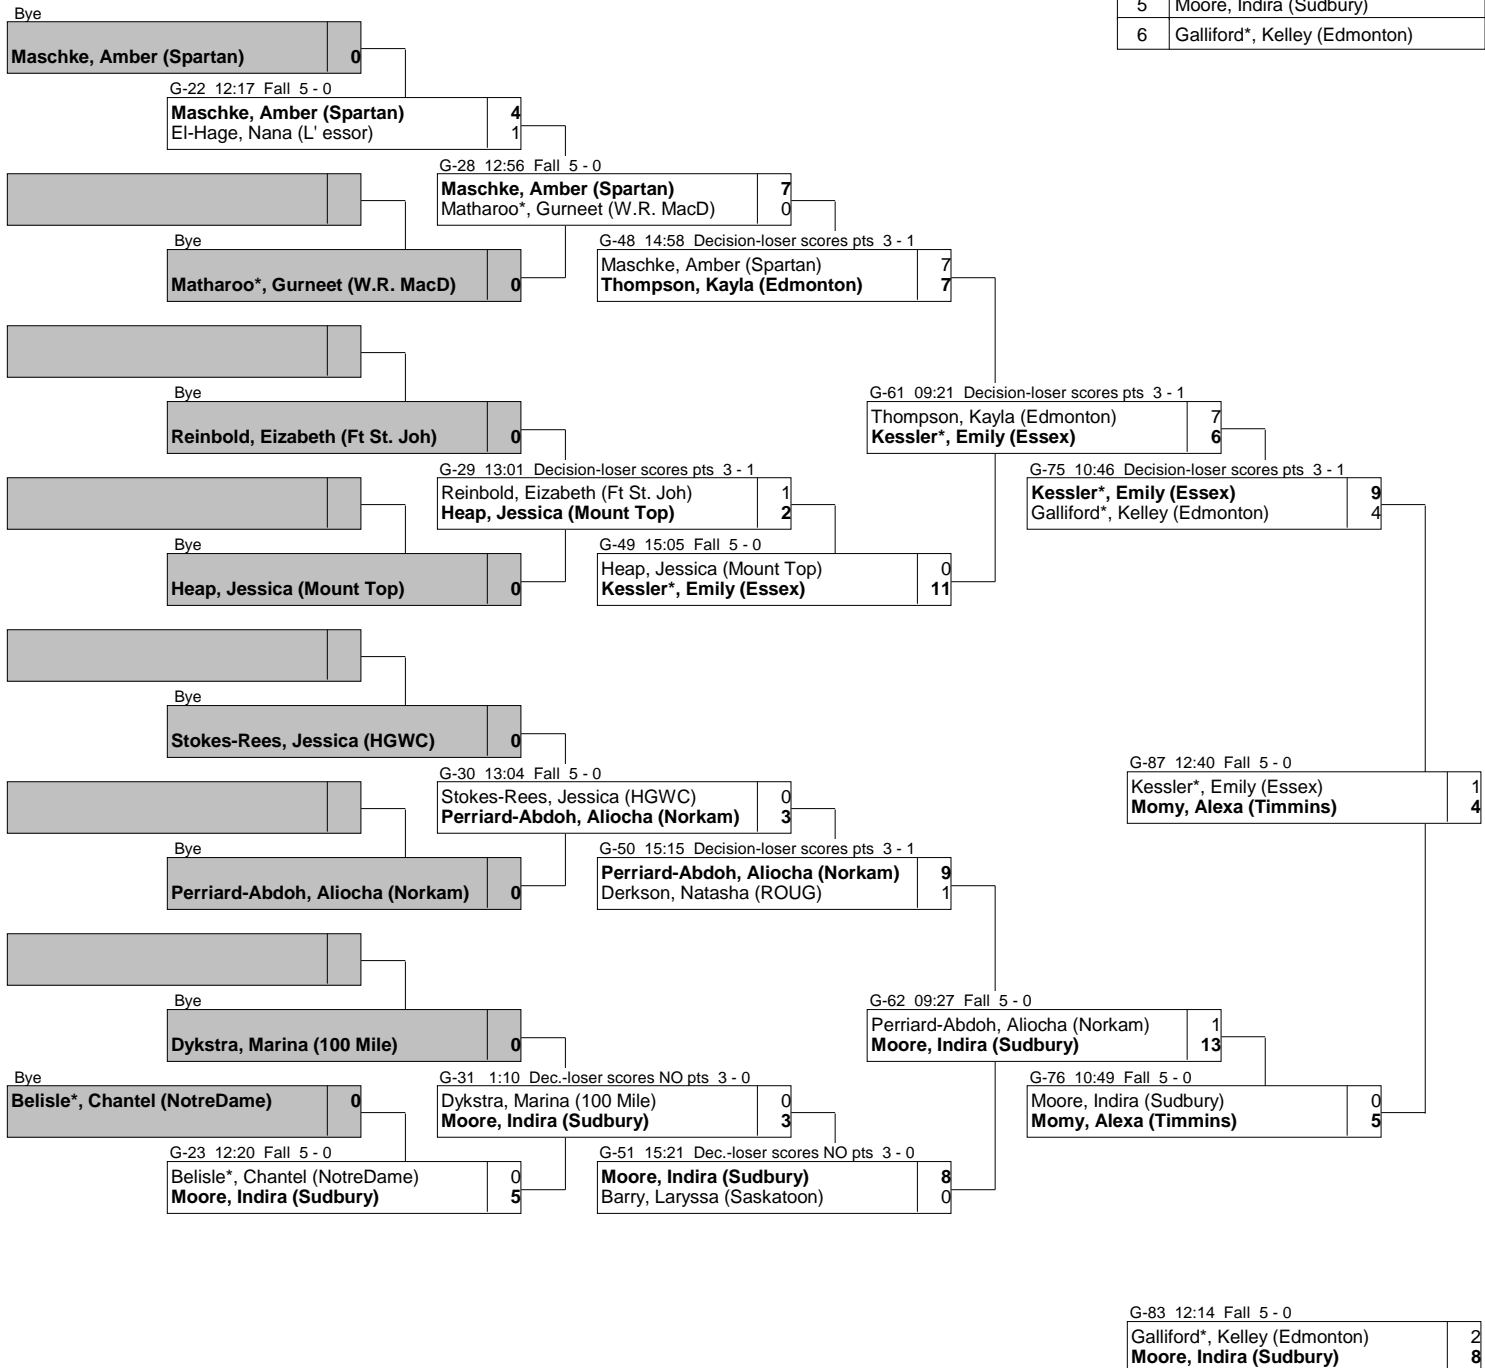 5 Moore, Indira (Sudbury)
6 Galliford*, Kelley (Edmonton)
Bye
Maschke, Amber (Spartan) 0
G-22 12:17 Fall 5 - 0
Maschke, Amber (Spartan) 4
El-Hage, Nana (L' essor) 1
G-28 12:56 Fall 5 - 0
Maschke, Amber (Spartan) 7
Matharoo*, Gurneet (W.R. MacD) 0
Bye
Matharoo*, Gurneet (W.R. MacD) 0
G-48 14:58 Decision-loser scores pts 3 - 1
Maschke, Amber (Spartan) 7
Thompson, Kayla (Edmonton) 7
Bye
Reinbold, Eizabeth (Ft St. Joh) 0
G-61 09:21 Decision-loser scores pts 3 - 1
Thompson, Kayla (Edmonton) 7
Kessler*, Emily (Essex) 6
G-29 13:01 Decision-loser scores pts 3 - 1
Reinbold, Eizabeth (Ft St. Joh) 1
Heap, Jessica (Mount Top) 2
G-75 10:46 Decision-loser scores pts 3 - 1
Kessler*, Emily (Essex) 9
Galliford*, Kelley (Edmonton) 4
Bye
Heap, Jessica (Mount Top) 0
G-49 15:05 Fall 5 - 0
Heap, Jessica (Mount Top) 0
Kessler*, Emily (Essex) 11
Bye
Stokes-Rees, Jessica (HGWC) 0
G-30 13:04 Fall 5 - 0
Stokes-Rees, Jessica (HGWC) 0
Perriard-Abdoh, Aliocha (Norkam) 3
G-87 12:40 Fall 5 - 0
Kessler*, Emily (Essex) 1
Momy, Alexa (Timmins) 4
Bye
Perriard-Abdoh, Aliocha (Norkam) 0
G-50 15:15 Decision-loser scores pts 3 - 1
Perriard-Abdoh, Aliocha (Norkam) 9
Derkson, Natasha (ROUG) 1
Bye
Dykstra, Marina (100 Mile) 0
G-62 09:27 Fall 5 - 0
Perriard-Abdoh, Aliocha (Norkam) 1
Moore, Indira (Sudbury) 13
Bye
Belisle*, Chantel (NotreDame) 0
G-31 1:10 Dec.-loser scores NO pts 3 - 0
Dykstra, Marina (100 Mile) 0
Moore, Indira (Sudbury) 3
G-76 10:49 Fall 5 - 0
Moore, Indira (Sudbury) 0
Momy, Alexa (Timmins) 5
G-23 12:20 Fall 5 - 0
Belisle*, Chantel (NotreDame) 0
Moore, Indira (Sudbury) 5
G-51 15:21 Dec.-loser scores NO pts 3 - 0
Moore, Indira (Sudbury) 8
Barry, Laryssa (Saskatoon) 0
G-83 12:14 Fall 5 - 0
Galliford*, Kelley (Edmonton) 2
Moore, Indira (Sudbury) 8